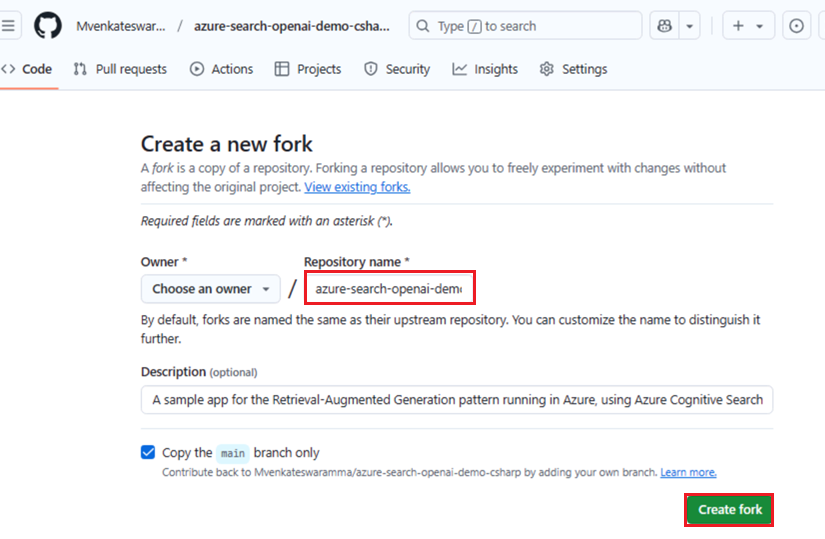 Mvenkateswar... / azure-search-openai-demo-csha... Type / to search
Code Pull requests Actions Projects Security Insights Settings
Create a new fork
A fork is a copy of a repository. Forking a repository allows you to freely experiment with changes without
affecting the original project. View existing forks.
Required fields are marked with an asterisk (*).
Owner * Repository name *
Choose an owner / azure-search-openai-demo
By default, forks are named the same as their upstream repository. You can customize the name to distinguish it
further.
Description (optional)
A sample app for the Retrieval-Augmented Generation pattern running in Azure, using Azure Cognitive Search
Copy the main branch only
Contribute back to Mvenkateswaramma/azure-search-openai-demo-csharp by adding your own branch. Learn more.
Create fork